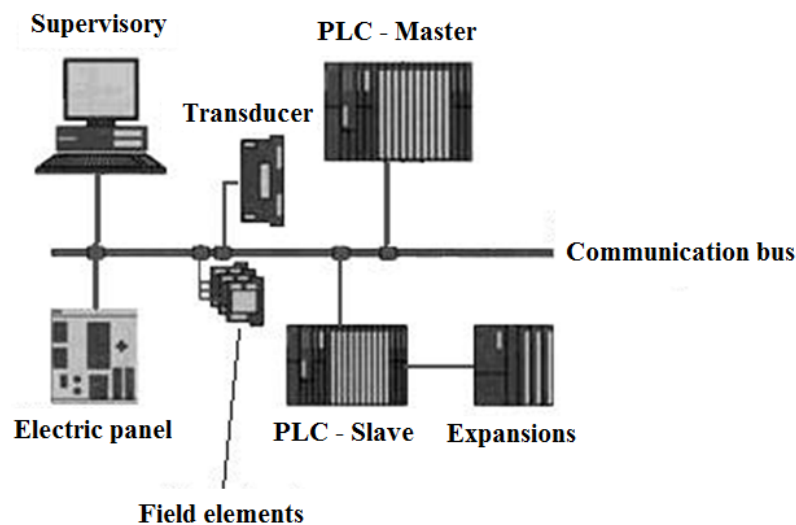 Supervisory
PLC - Master
Transducer
Communication bus
Electric panel
PLC - Slave
Expansions
Field elements